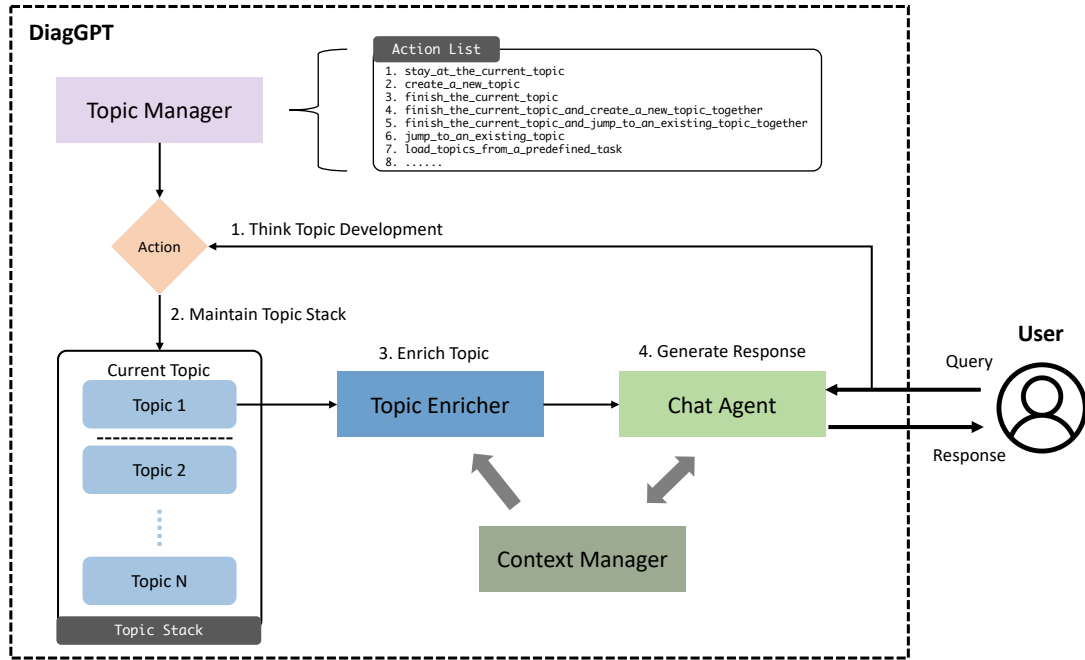 DiagGPT
Action List
1. stay_at_the_current_topic
2. create_a_new_topic
3. finish_the_current_topic
4. finish_the_current_topic_and_create_a_new_topic_together
5. finish_the_current_topic_and_jump_to_an_existing_topic_together
6. jump_to_an_existing_topic
7. load_topics_from_a_predefined_task
8. ......
Topic Manager
1. Think Topic Development
Action
2. Maintain Topic Stack
Current Topic
Topic 1
Topic 2
Topic N
Topic Stack
3. Enrich Topic
Topic Enricher
4. Generate Response
Chat Agent
Context Manager
User
Query
Response